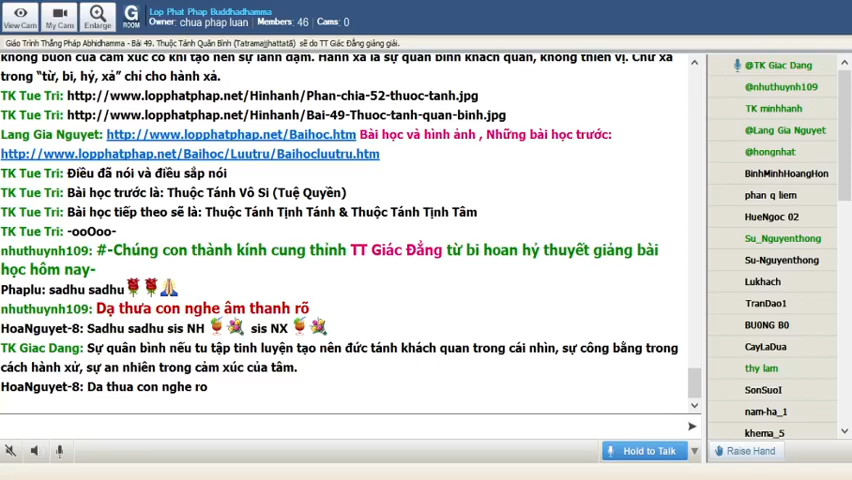 Lop Phat Phap Buddhadhamma
Owner: chua phap luan Members: 46 Cams: 0
View Cam
My Cam
Enlarge
G
ROOM
Giáo Trình Thắng Pháp Abhidhamma - Bài 49. Thuộc Tánh Quân Bình (Tatramajjhattatā) sẽ do TT Giác Đẳng giảng giải.
không buồn của cảm xúc có khi tạo nên sự lãnh đạm. Hành xả là sự quân bình khách quan, không thiên vị. Chữ xả
trong "từ, bi, hỷ, xả" chỉ cho hành xả.
TK Tue Tri: http://www.lopphatphap.net/Hinhanh/Phan-chia-52-thuoc-tanh.jpg
TK Tue Tri: http://www.lopphatphap.net/Hinhanh/Bai-49-Thuoc-tanh-quan-binh.jpg
Lang Gia Nguyet: http://www.lopphatphap.net/Baihoc.htm Bài học và hình ảnh , Những bài học trước:
http://www.lopphatphap.net/Baihoc/Luutru/Baihocluutru.htm
TK Tue Tri: Điều đã nói và điều sắp nói
TK Tue Tri: Bài học trước là: Thuộc Tánh Vô Si (Tuệ Quyền)
TK Tue Tri: Bài học tiếp theo sẽ là: Thuộc Tánh Tịnh Tánh & Thuộc Tánh Tịnh Tâm
TK Tue Tri: -ooOoo-
nhuthuynh109: #-Chúng con thành kính cung thỉnh TT Giác Đẳng từ bi hoan hỷ thuyết giảng bài
học hôm nay-
Phaplu: sadhu sadhu
nhuthuynh109: Dạ thưa con nghe âm thanh rõ
HoaNguyet-8: Sadhu sadhu sis NH sis NX
TK Giac Dang: Sự quân bình nếu tu tập tinh luyện tạo nên đức tánh khách quan trong cái nhìn, sự công bằng trong
cách hành xử, sự an nhiên trong cảm xúc của tâm.
HoaNguyet-8: Da thua con nghe ro
@TK Giac Dang
@nhuthuynh109
TK minhhanh
@Lang Gia Nguyet
@hongnhat
BinhMinhHoangHon
phan q liem
HueNgoc 02
Su_Nguyenthong
Su-Nguyenthong
Lukhach
TranDao1
BU0NG B0
CayLaDua
thy lam
SonSuoI
nam-ha_1
khema_5
Hold to Talk
Raise Hand